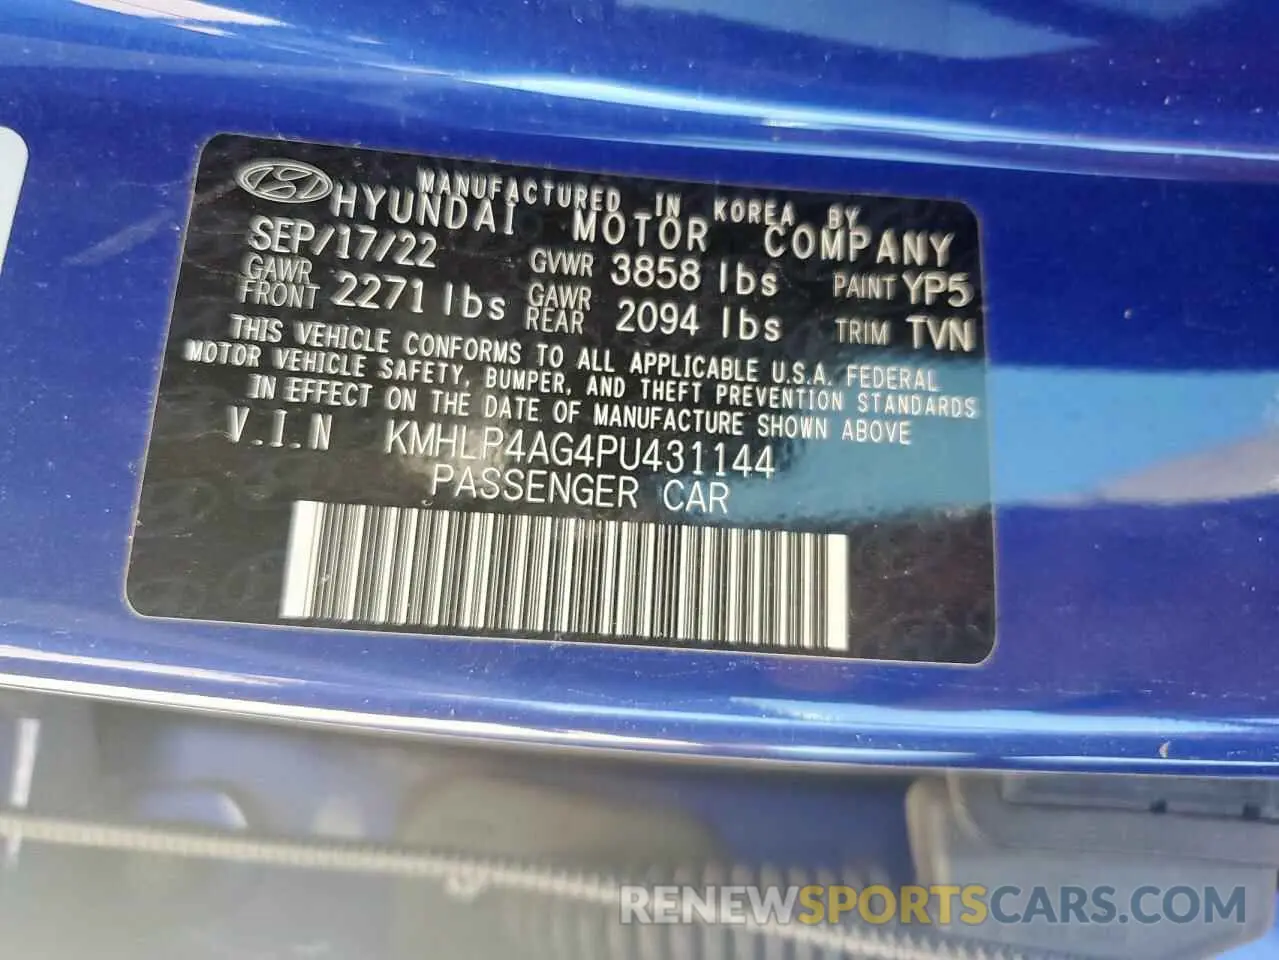 MANUFACTURED IN KOREA BY
HYUNDAI MOTOR COMPANY
SEP/17/22 GVWR 3858 lbs PAINT YP5
GAWR FRONT 2271 lbs GAWR REAR 2094 lbs TRIM TVN
THIS VEHICLE CONFORMS TO ALL APPLICABLE U.S.A. FEDERAL
MOTOR VEHICLE SAFETY, BUMPER, AND THEFT PREVENTION STANDARDS
IN EFFECT ON THE DATE OF MANUFACTURE SHOWN ABOVE
V.I.N KMHLP4AG4PU431144
PASSENGER CAR
RENEWSPORTSCARS.COM